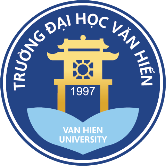 TRƯỜNG ĐẠI HỌC VĂN HIẾN
1997
VAN HIEN
UNIVERSITY